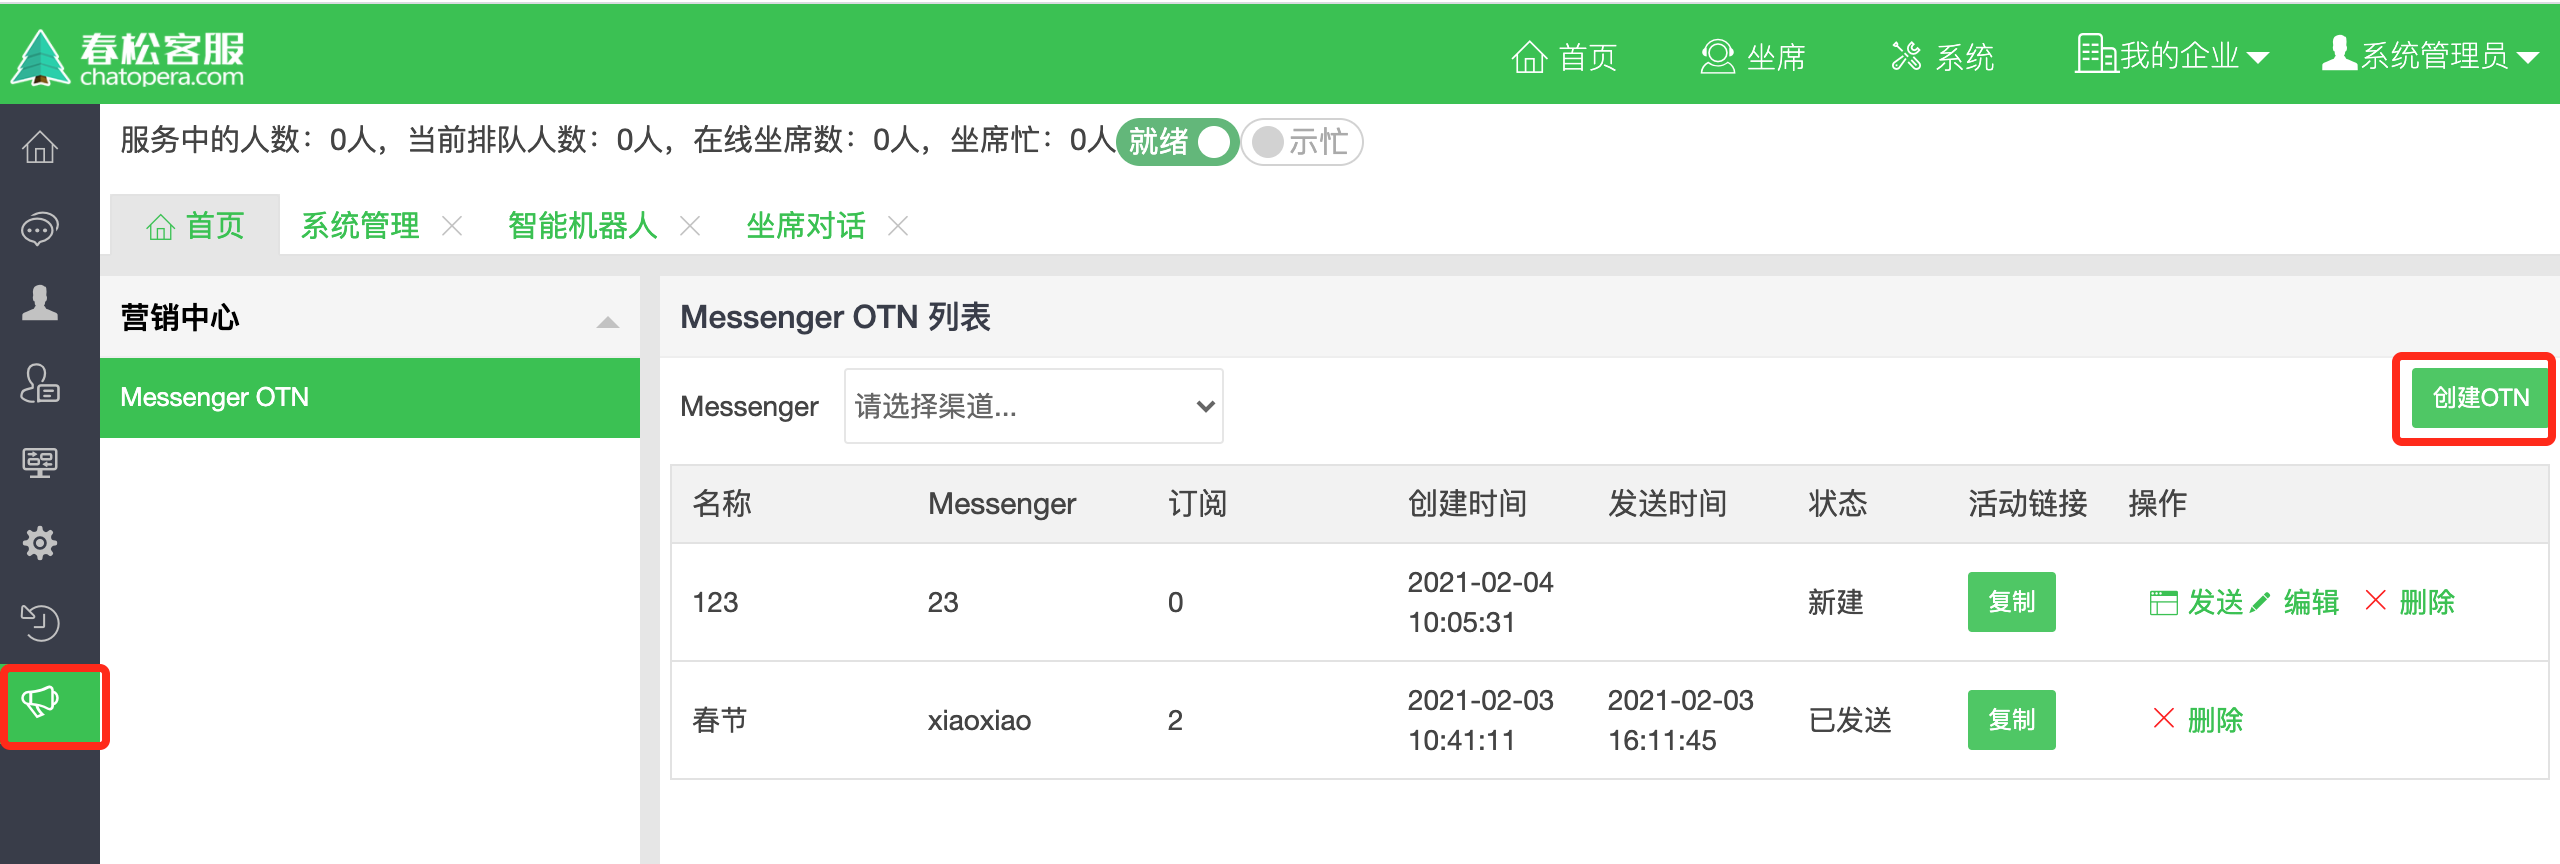 春松客服
chatopera.com
首页
坐席
系统
我的企业
系统管理员
服务中的人数：0人，当前排队人数：0人，在线坐席数：0人，坐席忙：0人
就绪
示忙
首页
系统管理
智能机器人
坐席对话
营销中心
Messenger OTN
Messenger OTN 列表
Messenger
请选择渠道...
创建OTN
名称 Messenger 订阅 创建时间 发送时间 状态 活动链接 操作
123 23 0 2021-02-04 10:05:31 新建 复制 发送 编辑 删除
春节 xiaoxiao 2 2021-02-03 10:41:11 2021-02-03 16:11:45 已发送 复制 删除